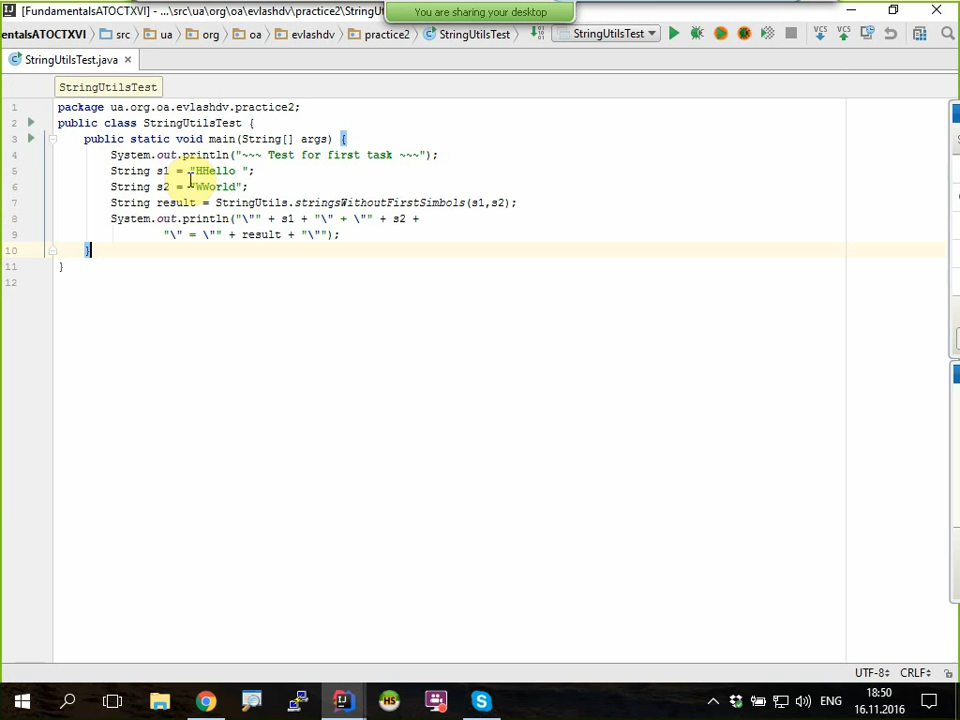 [FundamentalsATOCTXVI] - ...\src\ua\org\oa\evlashdv\practice2\StringU
You are sharing your desktop
entalsATOCTXVI src ua org oa evlashdv practice2 StringUtilsTest StringUtilsTest VCS VCS
StringUtilsTest.java ×
StringUtilsTest
1 package ua.org.oa.evlashdv.practice2;
2 public class StringUtilsTest {
3 public static void main(String[] args) {
4 System.out.println("~~~ Test for first task ~~~");
5 String s1 = "HHello ";
6 String s2 = "WWorld";
7 String result = StringUtils.stringsWithoutFirstSimbols(s1,s2);
8 System.out.println("\"" + s1 + "\" + \"" + s2 +
9 "\" = \"" + result + "\"");
10 }
11 }
12
UTF-8 CRLF
HS ENG 18:50
16.11.2016